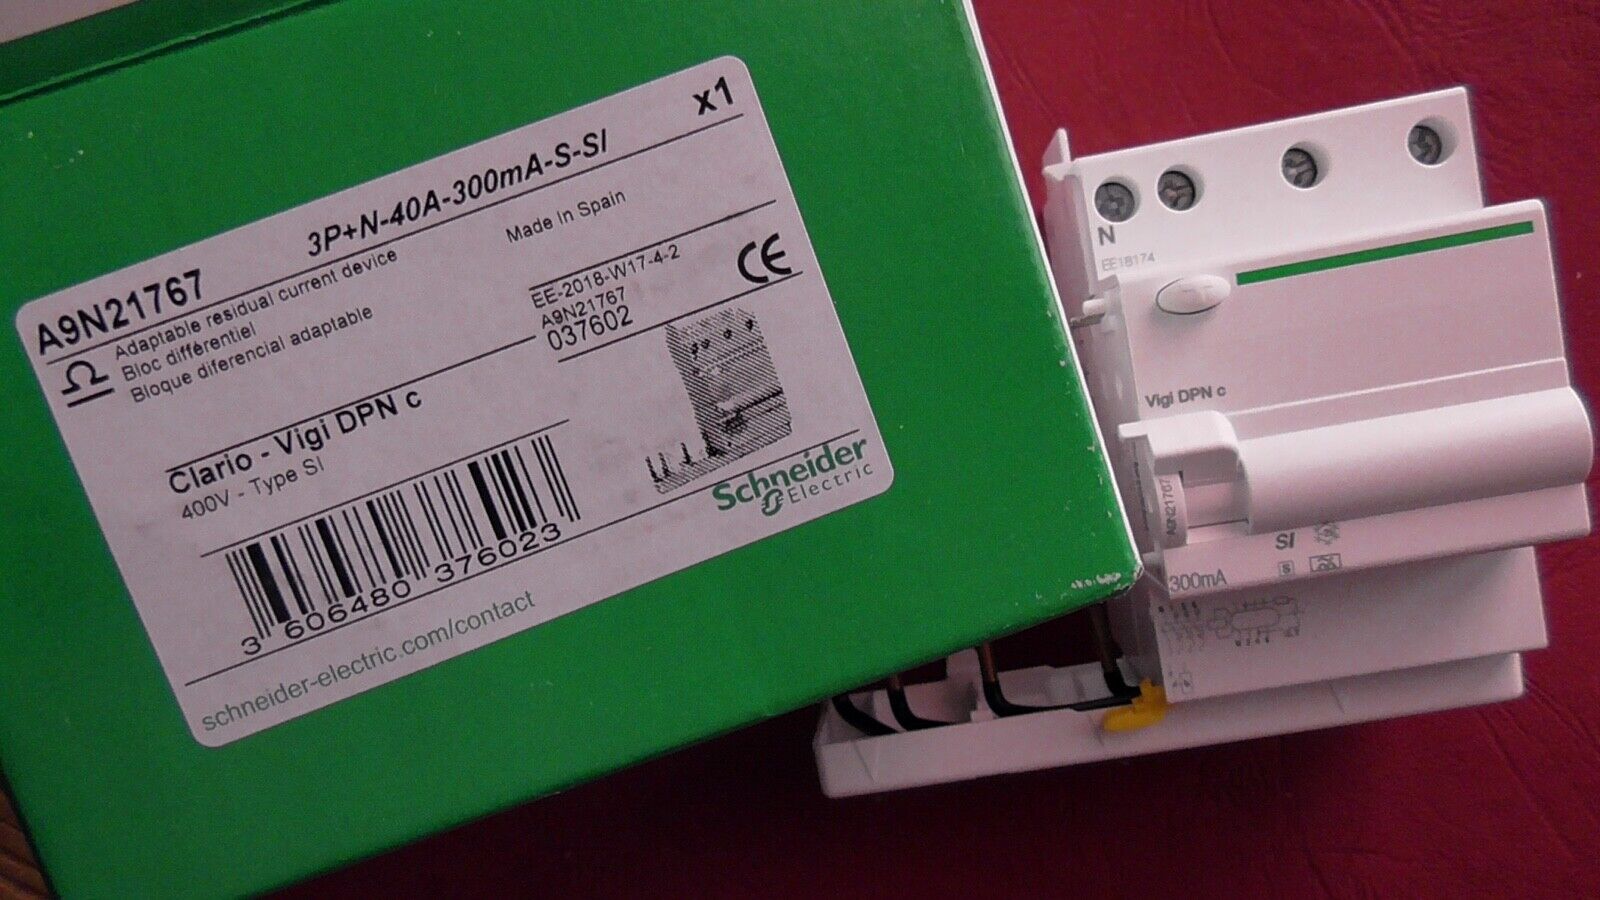 x1
A9N21767 3P+N-40A-300mA-S-SI
Adaptable residual current device
Bloc différentiel
Bloque diferencial adaptable
Made In Spain
EE-2018-W17-4-2
A9N21767
037602
CE
Clario - Vigi DPN c
400V - Type SI
3 606480 376023
Schneider
Electric
schneider-electric.com/contact
N
EE18174
T
Vigi DPN c
A9N21767
SI
S
300mA